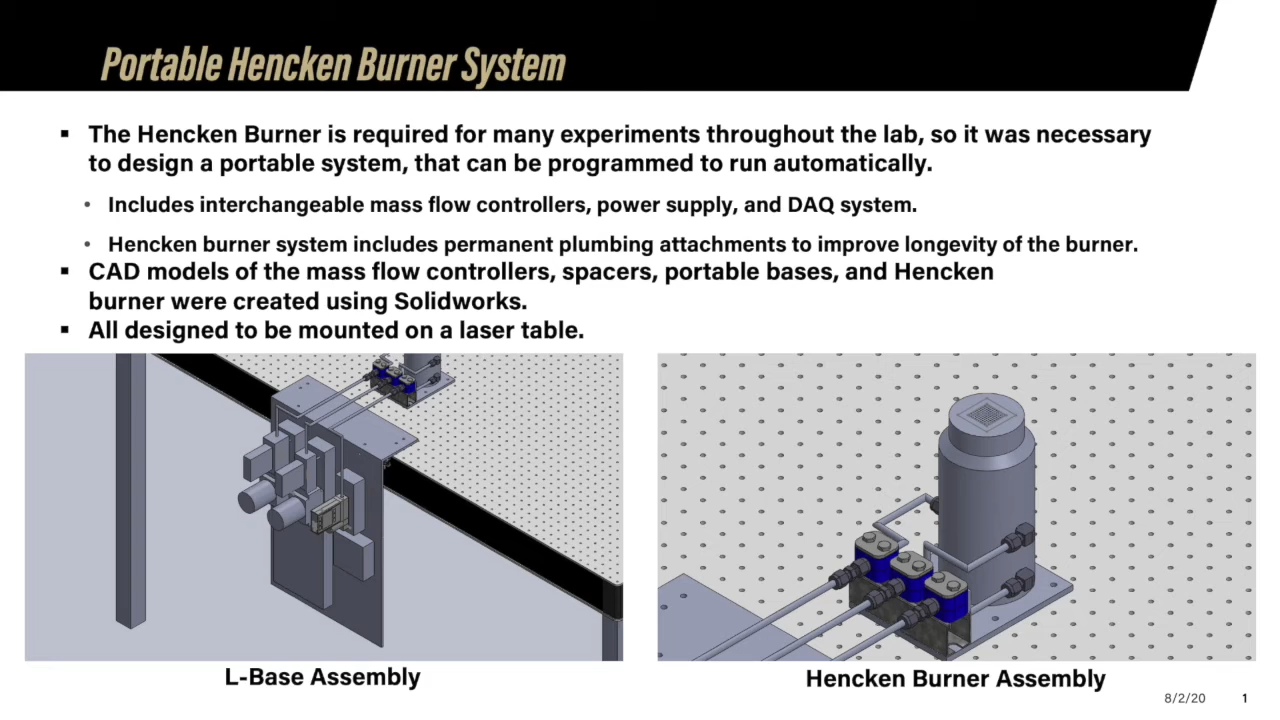 Portable Hencken Burner System
▪ The Hencken Burner is required for many experiments throughout the lab, so it was necessary
to design a portable system, that can be programmed to run automatically.
• Includes interchangeable mass flow controllers, power supply, and DAQ system.
• Hencken burner system includes permanent plumbing attachments to improve longevity of the burner.
▪ CAD models of the mass flow controllers, spacers, portable bases, and Hencken
burner were created using Solidworks.
▪ All designed to be mounted on a laser table.
L-Base Assembly
Hencken Burner Assembly
8/2/20 1